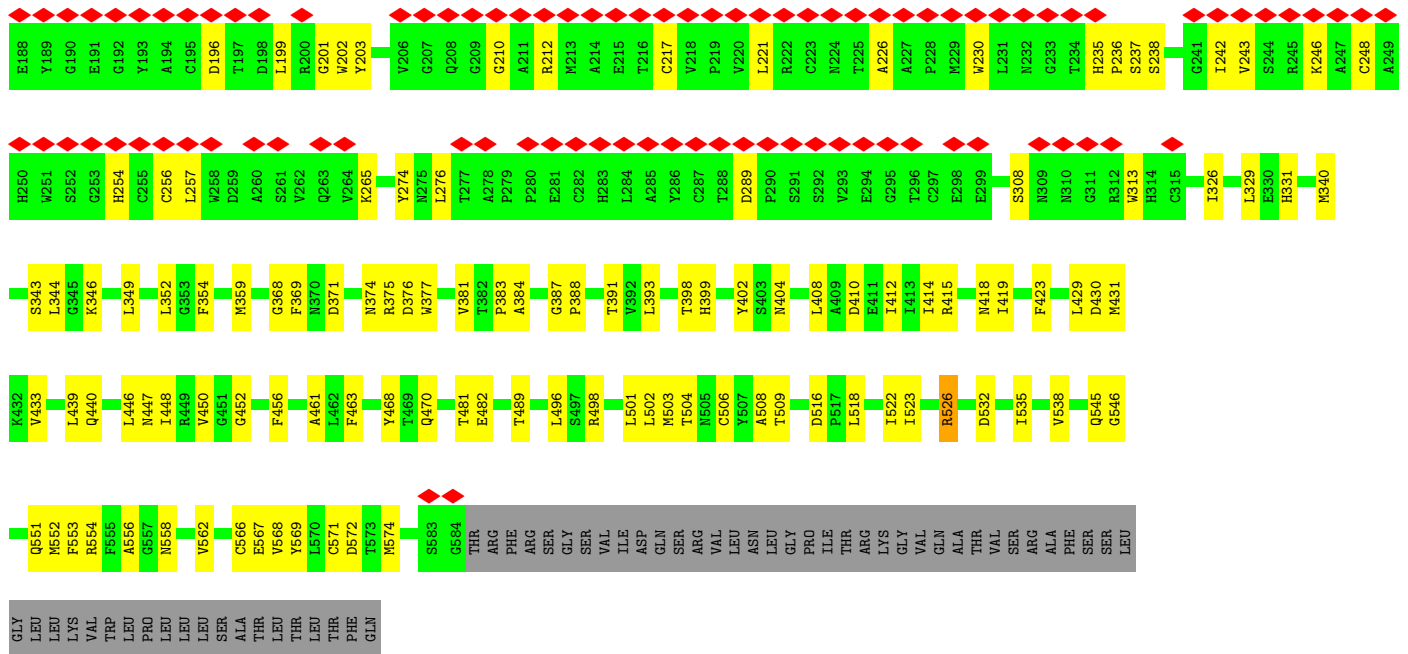 E188 Y189 G190 E191 G192 Y193 A194 C195 D196 T197 D198 L199 R200 G201 W202 Y203 V206 G207 Q208 G209 G210 A211 R212 M213 A214 E215 T216 C217 V218 P219 V220 L221 R222 C223 N224 T225 A226 A227 P228 M229 W230 L231 N232 G233 T234 H235 P236 S237 S238 G241 I242 V243 S244 R245 K246 A247 C248 A249
H250 W251 S252 G253 H254 C255 C256 L257 W258 D259 A260 S261 V262 Q263 V264 K265 Y274 N275 L276 T277 A278 P279 P280 E281 C282 H283 L284 A285 Y286 C287 T288 D289 P290 S291 S292 V293 E294 G295 T296 C297 E298 E299 S308 N309 N310 G311 R312 W313 H314 C315 I326 L329 E330 H331 M340
S343 L344 G345 K346 L349 L352 G353 F354 M359 G368 F369 N370 D371 N374 R375 D376 W377 V381 T382 P383 A384 G387 P388 T391 V392 L393 T398 H399 Y402 S403 N404 L408 A409 D410 E411 I412 I413 I414 R415 N418 I419 F423 L429 D430 M431
K432 V433 L439 Q440 L446 N447 I448 R449 V450 G451 G452 F456 A461 L462 F463 Y468 T469 Q470 T481 E482 T489 L496 S497 R498 L501 L502 M503 T504 N505 C506 Y507 A508 T509 D516 P517 L518 I522 I523 R526 D532 I535 V538 Q545 G546
Q551 M552 F553 R554 F555 A556 G557 N558 V562 C566 E567 V568 Y569 L570 C571 D572 T573 M574 S583 G584 THR ARG PHE ARG SER GLY SER VAL ILE ASP GLN SER ARG VAL LEU ASN LEU GLY PRO ILE THR ARG LYS GLY VAL GLN ALA THR VAL SER ARG ALA PHE SER SER LEU
GLY LEU LEU LYS VAL TRP LEU PRO LEU LEU LEU SER ALA THR LEU THR LEU THR PHE GLN